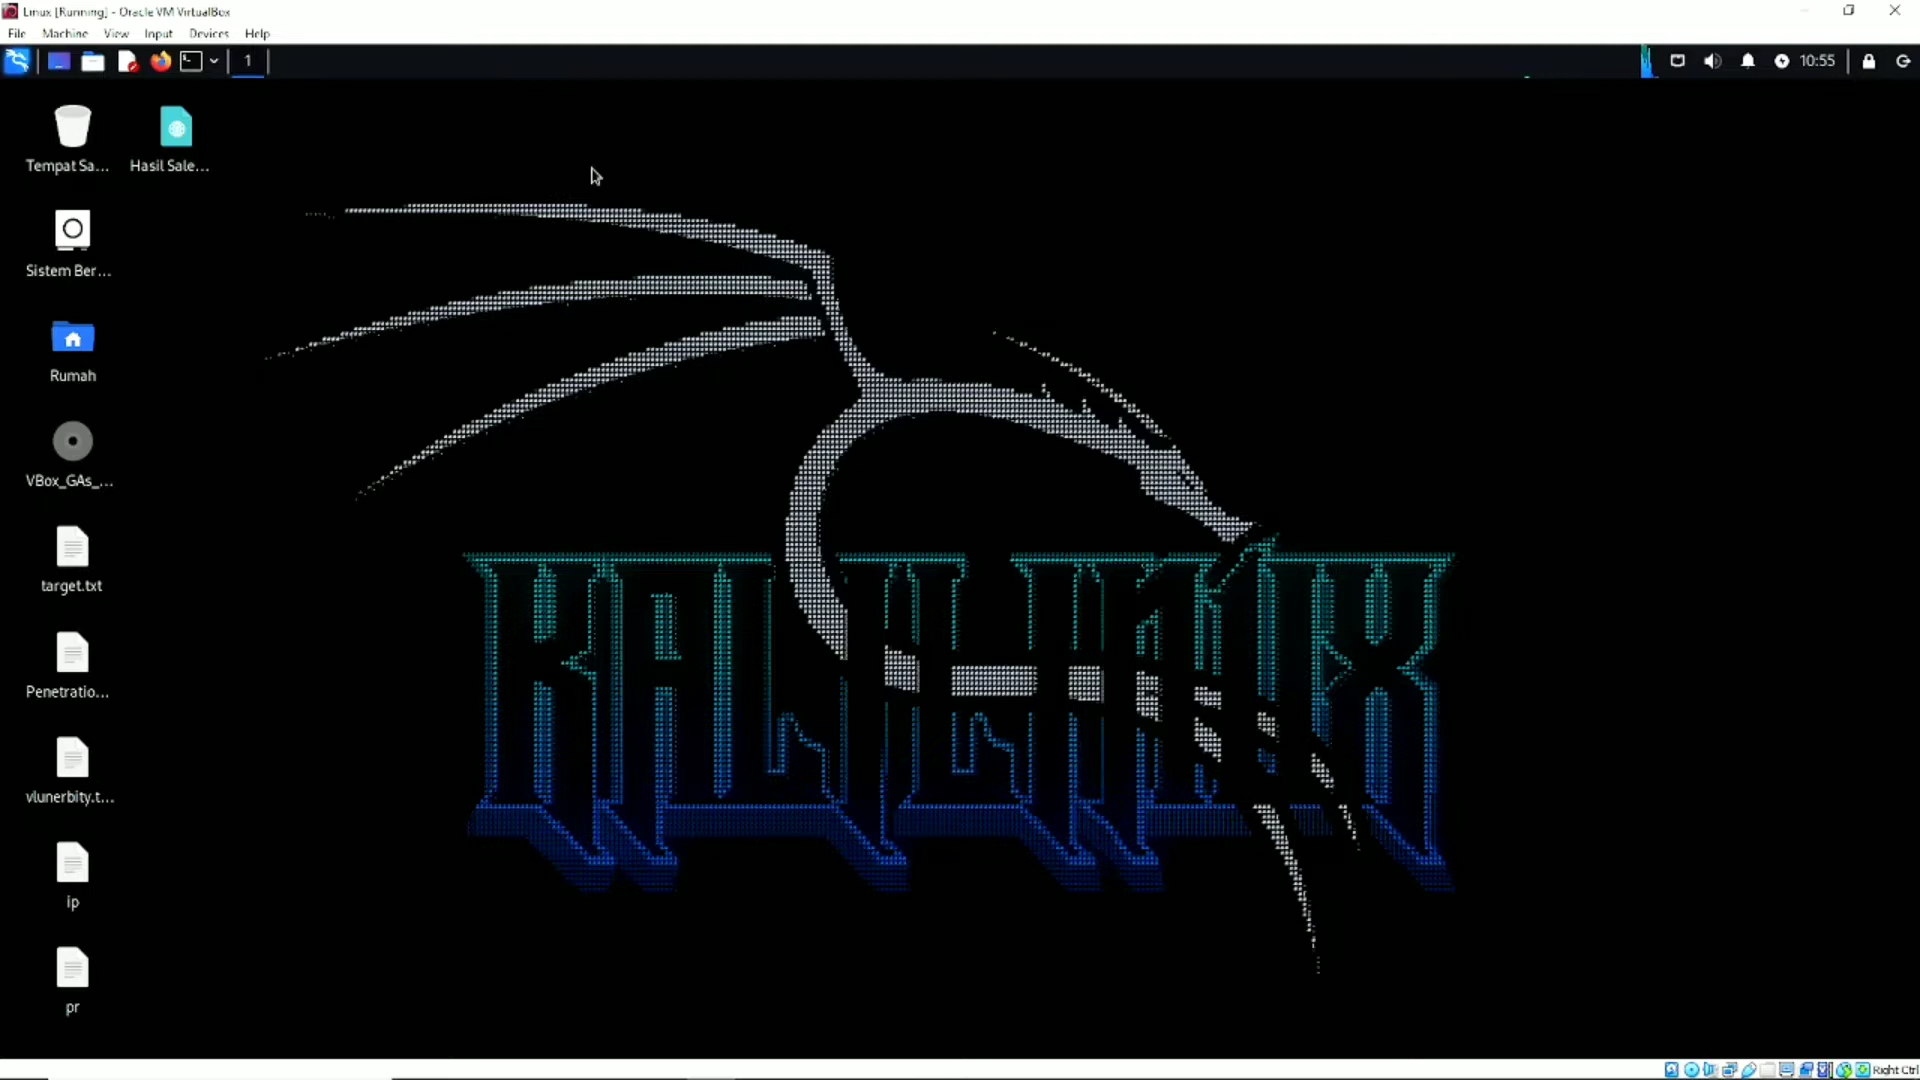 Linux [Running] - Oracle VM VirtualBox
File Machine View Input Devices Help
1
10:55
Tempat Sa...
Hasil Sale...
Sistem Ber...
Rumah
VBox_GAs_...
target.txt
Penetratio...
vlunerbity.t...
ip
pr
KALI LINUX
Right Ctrl